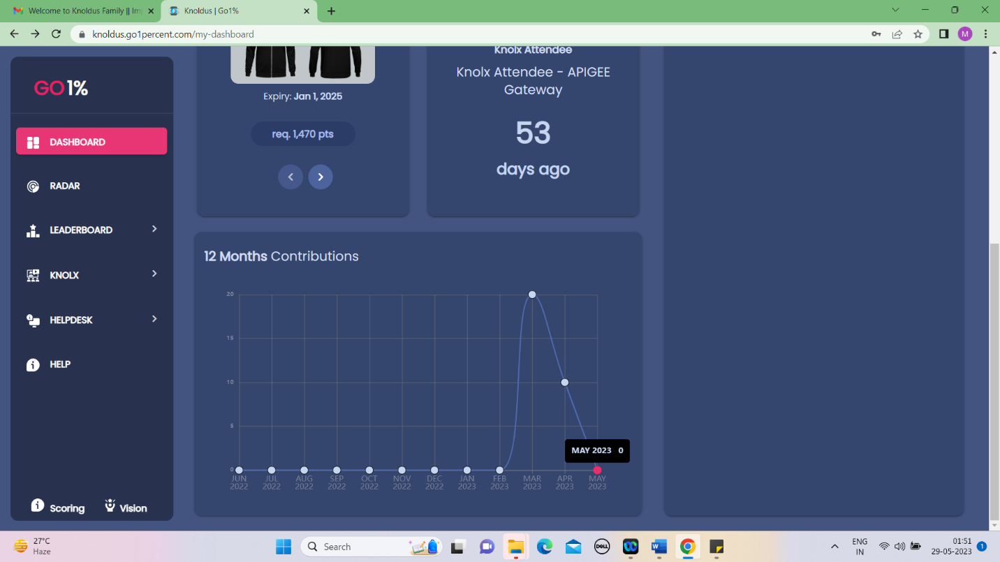 Welcome to Knoldus Family || Im
Knoldus | Go1%
knoldus.go1percent.com/my-dashboard
M
GO 1%
DASHBOARD
RADAR
LEADERBOARD
KNOLX
HELPDESK
HELP
Scoring
Vision
Expiry: Jan 1, 2025
req. 1,470 pts
Knolx Attendee
Knolx Attendee - APIGEE
Gateway
53
days ago
12 Months Contributions
20
15
10
5
0
MAY 2023 0
JUN 2022
JUL 2022
AUG 2022
SEP 2022
OCT 2022
NOV 2022
DEC 2022
JAN 2023
FEB 2023
MAR 2023
APR 2023
MAY 2023
27°C
Haze
Search
DELL
W
ENG
IN
01:51
29-05-2023
1